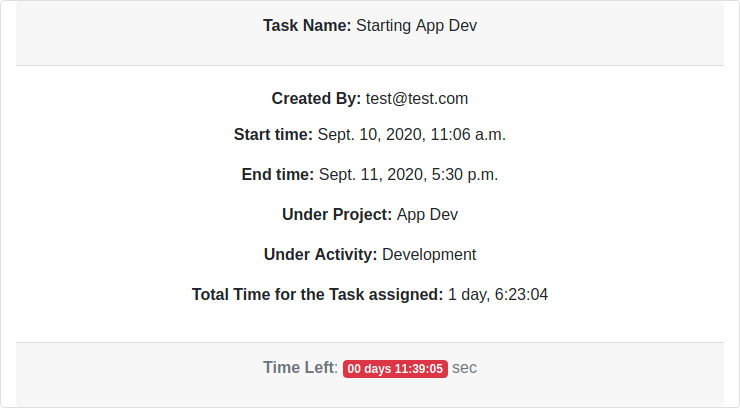 Task Name: Starting App Dev
Created By: test@test.com
Start time: Sept. 10, 2020, 11:06 a.m.
End time: Sept. 11, 2020, 5:30 p.m.
Under Project: App Dev
Under Activity: Development
Total Time for the Task assigned: 1 day, 6:23:04
Time Left: 00 days 11:39:05 sec